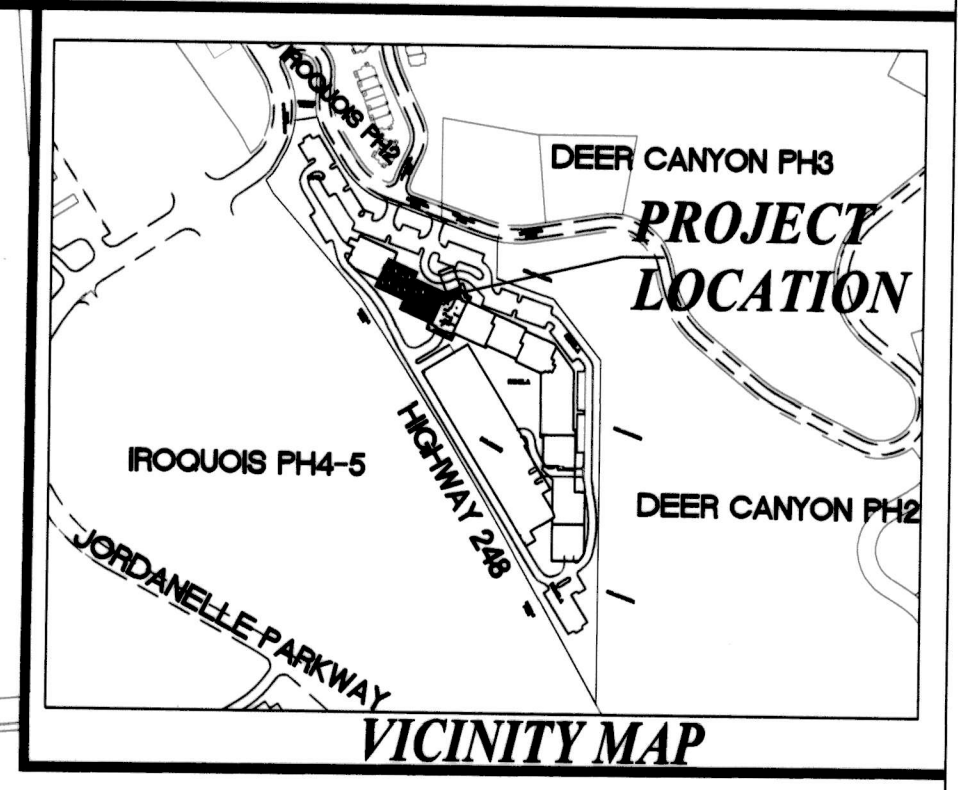 IROQUOIS PH2
DEER CANYON PH3
PROJECT
LOCATION
IROQUOIS PH4-5
HIGHWAY 248
DEER CANYON PH2
JORDANELLE PARKWAY
VICINITY MAP